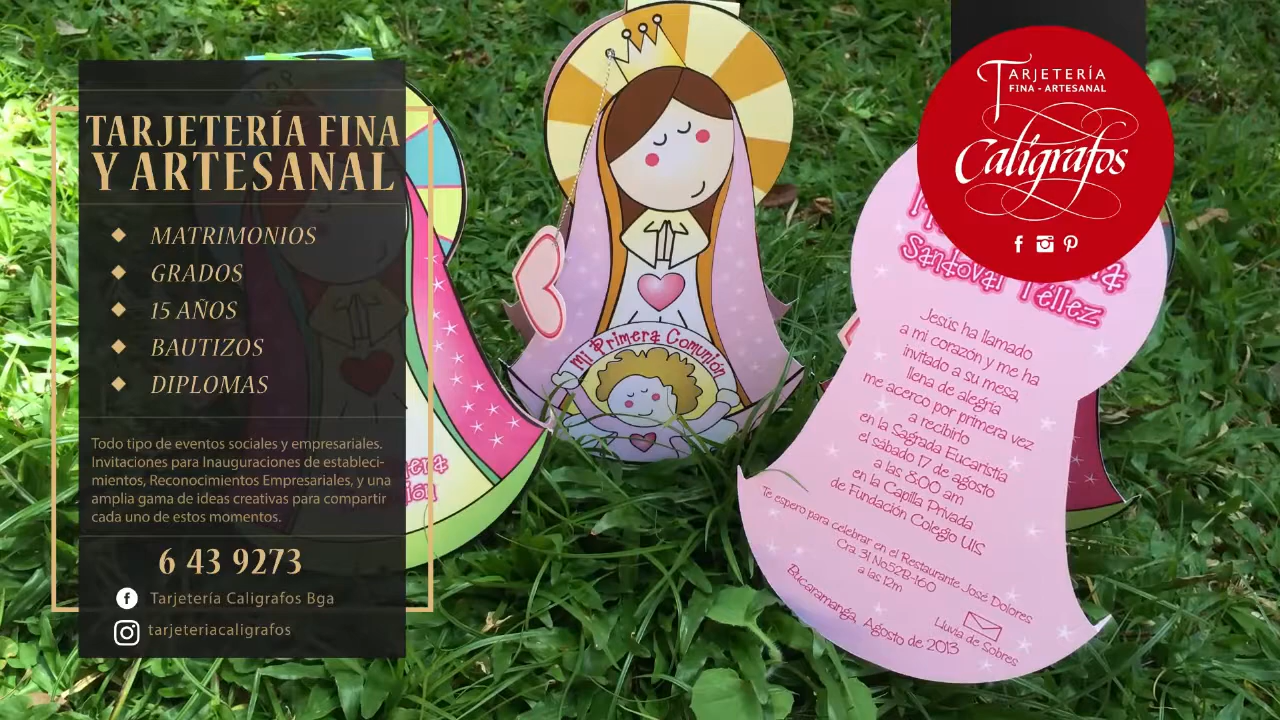 TARJETERÍA FINA
Y ARTESANAL
MATRIMONIOS
GRADOS
15 AÑOS
BAUTIZOS
DIPLOMAS
Todo tipo de eventos sociales y empresariales.
Invitaciones para Inauguraciones de estableci-
mientos, Reconocimientos Empresariales, y una
amplia gama de ideas creativas para compartir
cada uno de estos momentos.
6 43 9273
Tarjetería Caligrafos Bga
tarjeteriacaligrafos
Mi Primera Comunión
TARJETERÍA
FINA - ARTESANAL
Calígrafos
Sandoval Téllez
Jesús ha llamado
a mi corazón y me ha
invitado a su mesa,
llena de alegría
me acerco por primera vez
a recibirlo
en la Sagrada Eucaristía
el sábado 17 de agosto
a las 8:00 am
en la Capilla Privada
de Fundación Colegio UIS
Te espero para celebrar en el Restaurante José Dolores
Cra. 31 No.52B-160
a las 12m
Lluvia de Sobres
Bucaramanga, Agosto de 2013